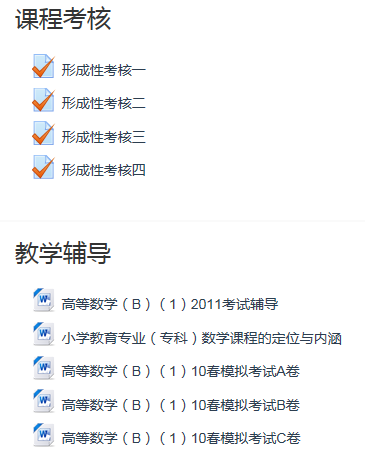 课程考核
形成性考核一
形成性考核二
形成性考核三
形成性考核四
教学辅导
高等数学（B）（1）2011考试辅导
小学教育专业（专科）数学课程的定位与内涵
高等数学（B）（1）10春模拟考试A卷
高等数学（B）（1）10春模拟考试B卷
高等数学（B）（1）10春模拟考试C卷